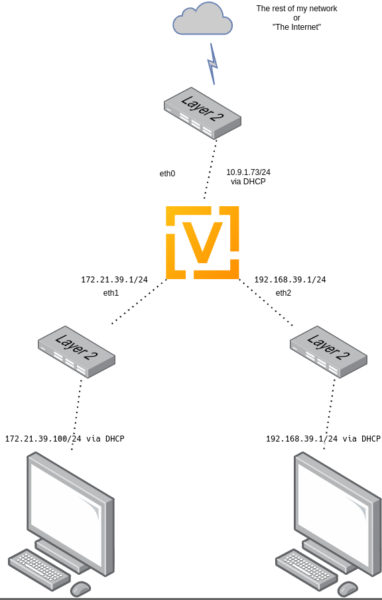 The rest of my network
or
"The Internet"
Layer 2
eth0
10.9.1.73/24
via DHCP
V
172.21.39.1/24
eth1
192.168.39.1/24
eth2
Layer 2
Layer 2
172.21.39.100/24 via DHCP
192.168.39.1/24 via DHCP